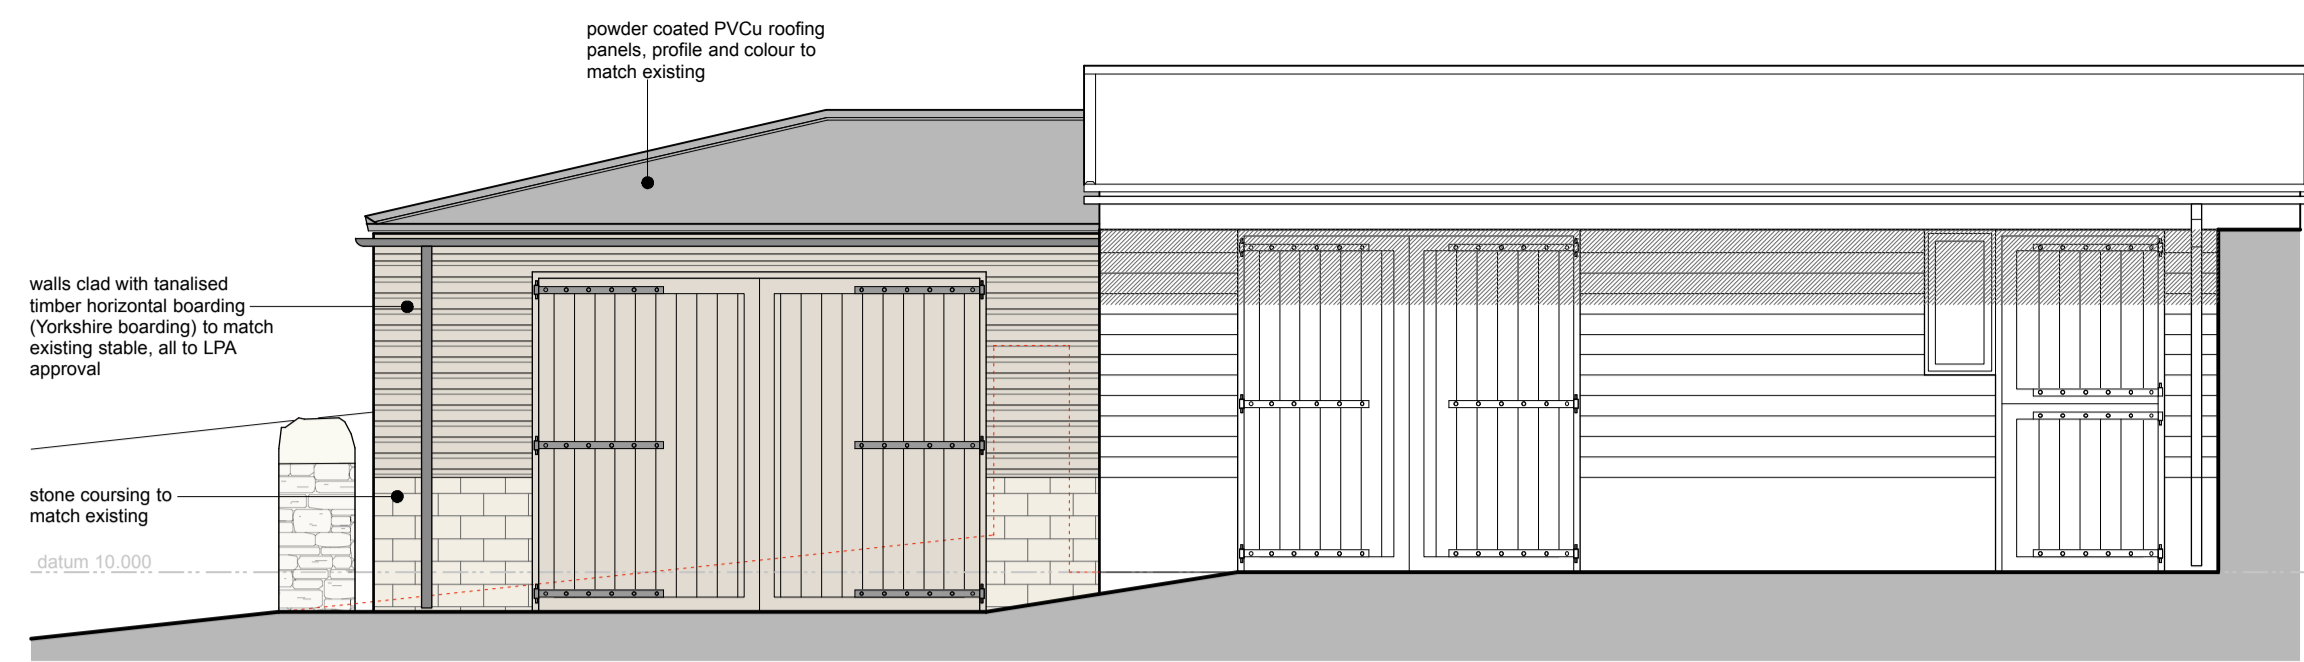 powder coated PVCu roofing
panels, profile and colour to
match existing
walls clad with tanalised
timber horizontal boarding
(Yorkshire boarding) to match
existing stable, all to LPA
approval
stone coursing to
match existing
datum 10.000